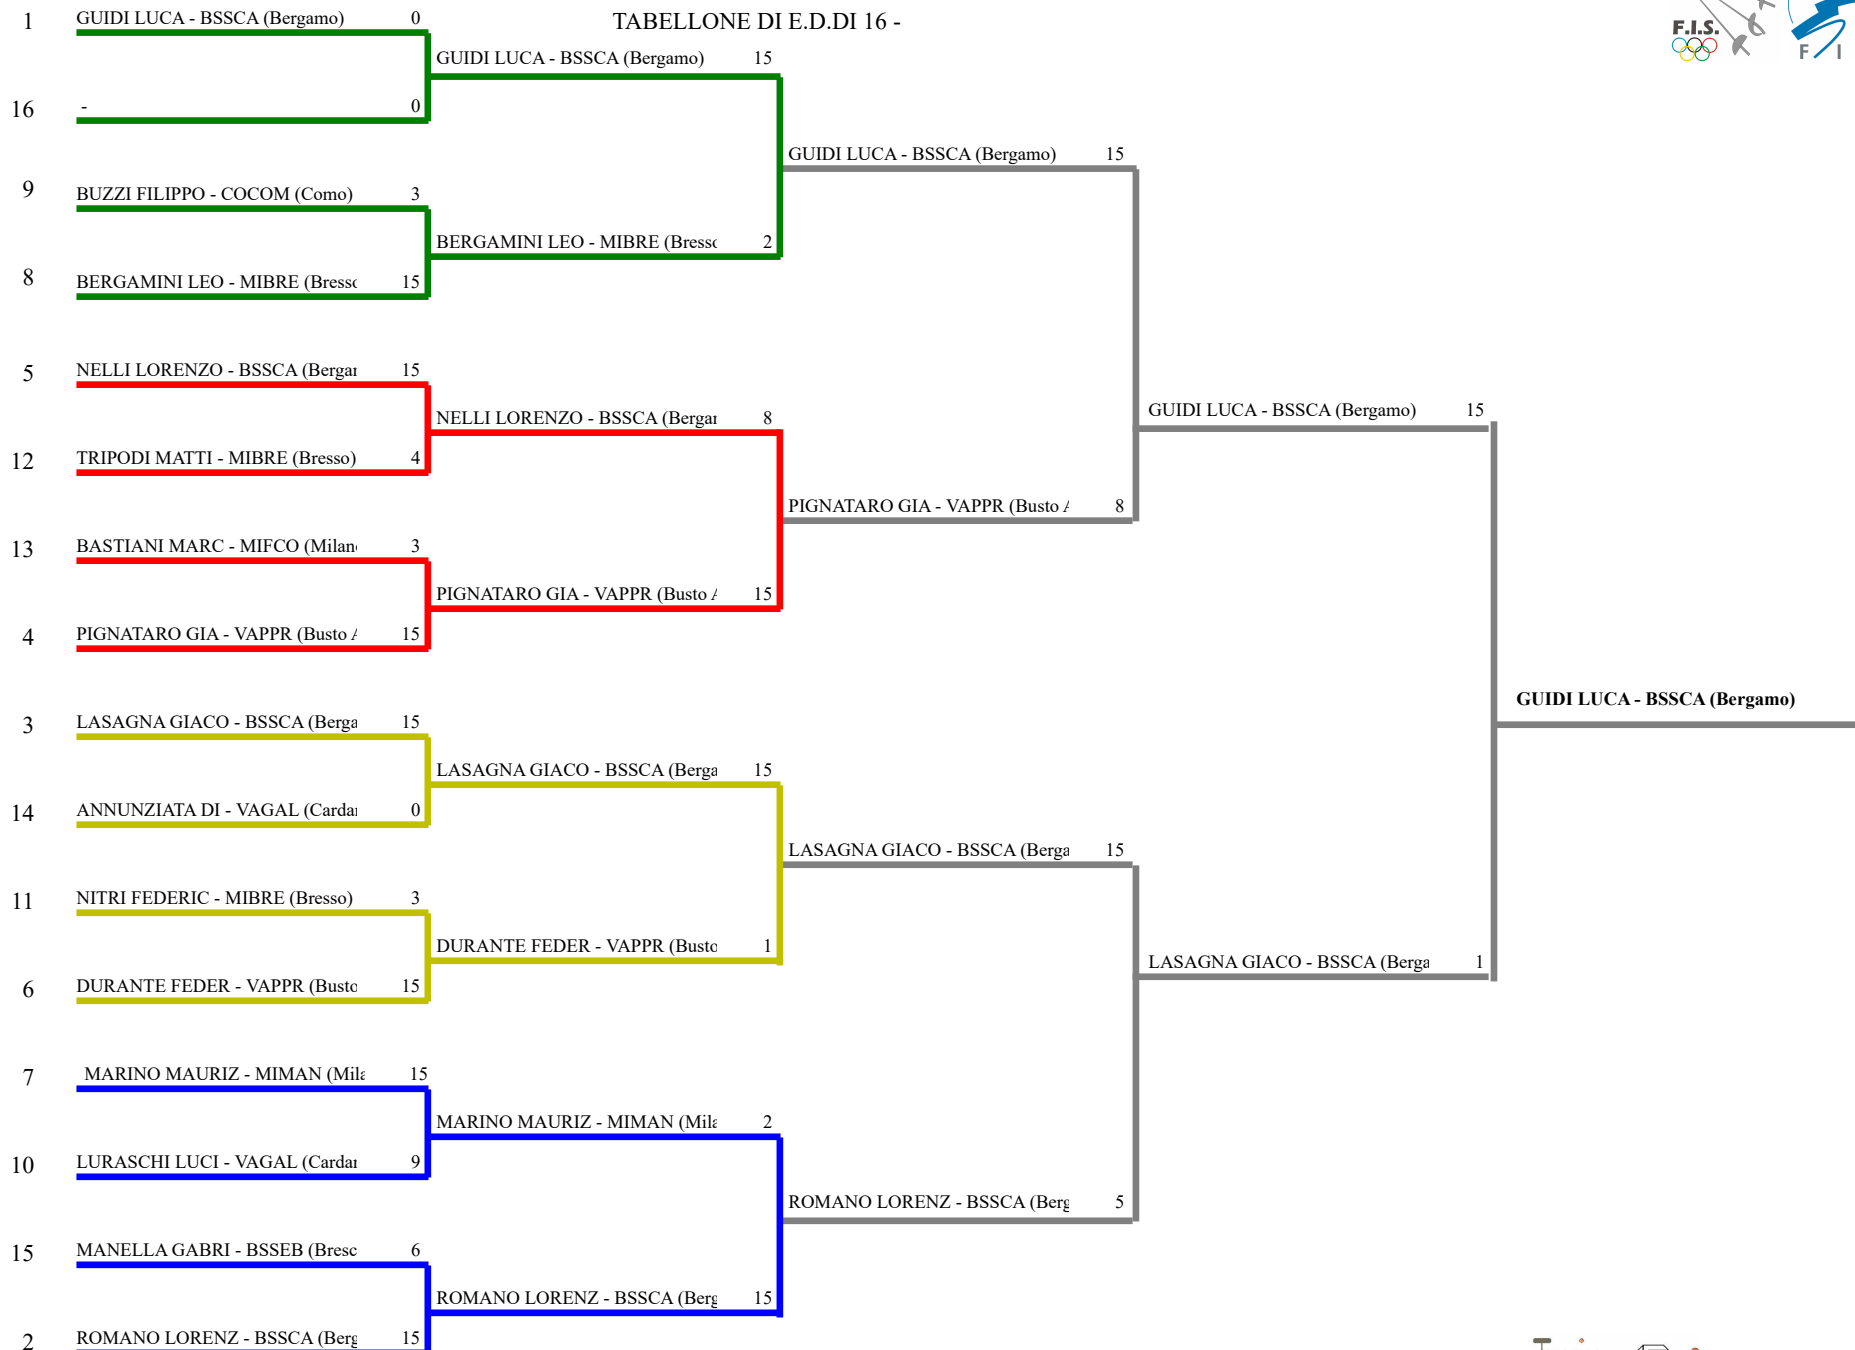 TABELLONE DI E.D.DI 16 -
F.I.S.
F I
1 GUIDI LUCA - BSSCA (Bergamo) 0
GUIDI LUCA - BSSCA (Bergamo) 15
16 - 0
GUIDI LUCA - BSSCA (Bergamo) 15
9 BUZZI FILIPPO - COCOM (Como) 3
BERGAMINI LEO - MIBRE (Bresso 2
8 BERGAMINI LEO - MIBRE (Bresso 15
5 NELLI LORENZO - BSSCA (Bergar 15
GUIDI LUCA - BSSCA (Bergamo) 15
NELLI LORENZO - BSSCA (Bergar 8
12 TRIPODI MATTI - MIBRE (Bresso) 4
PIGNATARO GIA - VAPPR (Busto A 8
13 BASTIANI MARC - MIFCO (Milan 3
PIGNATARO GIA - VAPPR (Busto A 15
4 PIGNATARO GIA - VAPPR (Busto A 15
GUIDI LUCA - BSSCA (Bergamo)
3 LASAGNA GIACO - BSSCA (Berga 15
LASAGNA GIACO - BSSCA (Berga 15
14 ANNUNZIATA DI - VAGAL (Cardar 0
LASAGNA GIACO - BSSCA (Berga 15
11 NITRI FEDERIC - MIBRE (Bresso) 3
DURANTE FEDER - VAPPR (Busto 1
LASAGNA GIACO - BSSCA (Berga 1
6 DURANTE FEDER - VAPPR (Busto 15
7 MARINO MAURIZ - MIMAN (Mila 15
MARINO MAURIZ - MIMAN (Mila 2
10 LURASCHI LUCI - VAGAL (Cardar 9
ROMANO LORENZ - BSSCA (Berg 5
15 MANELLA GABRI - BSSEB (Bresc 6
ROMANO LORENZ - BSSCA (Berg 15
2 ROMANO LORENZ - BSSCA (Berg 15